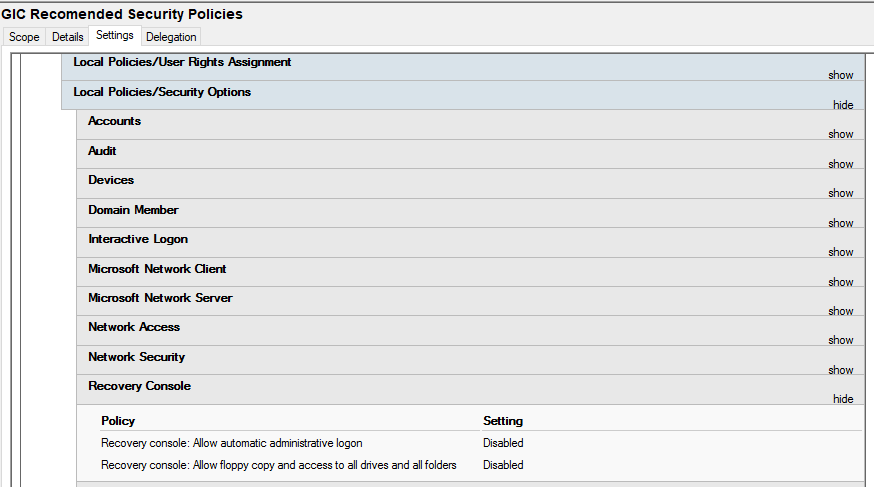 GIC Recomended Security Policies
Scope Details Settings Delegation
Local Policies/User Rights Assignment
show
Local Policies/Security Options
hide
Accounts
show
Audit
show
Devices
show
Domain Member
show
Interactive Logon
show
Microsoft Network Client
show
Microsoft Network Server
show
Network Access
show
Network Security
show
Recovery Console
hide
Policy Setting
Recovery console: Allow automatic administrative logon Disabled
Recovery console: Allow floppy copy and access to all drives and all folders Disabled